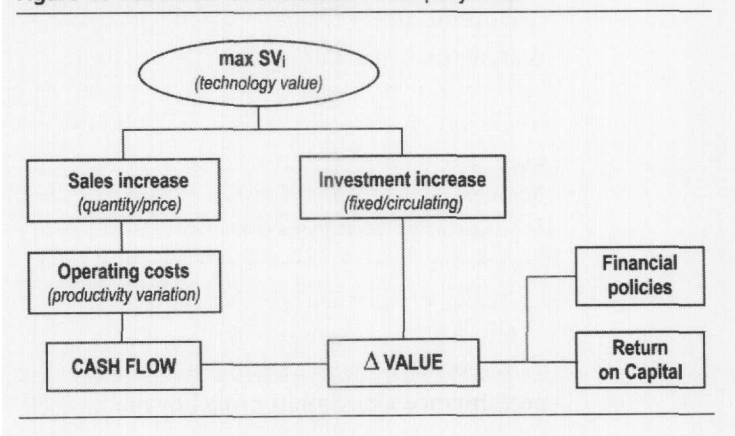 max SVi
(technology value)
Sales increase
(quantity/price)
Investment increase
(fixed/circulating)
Operating costs
(productivity variation)
Financial
policies
CASH FLOW
Δ VALUE
Return
on Capital